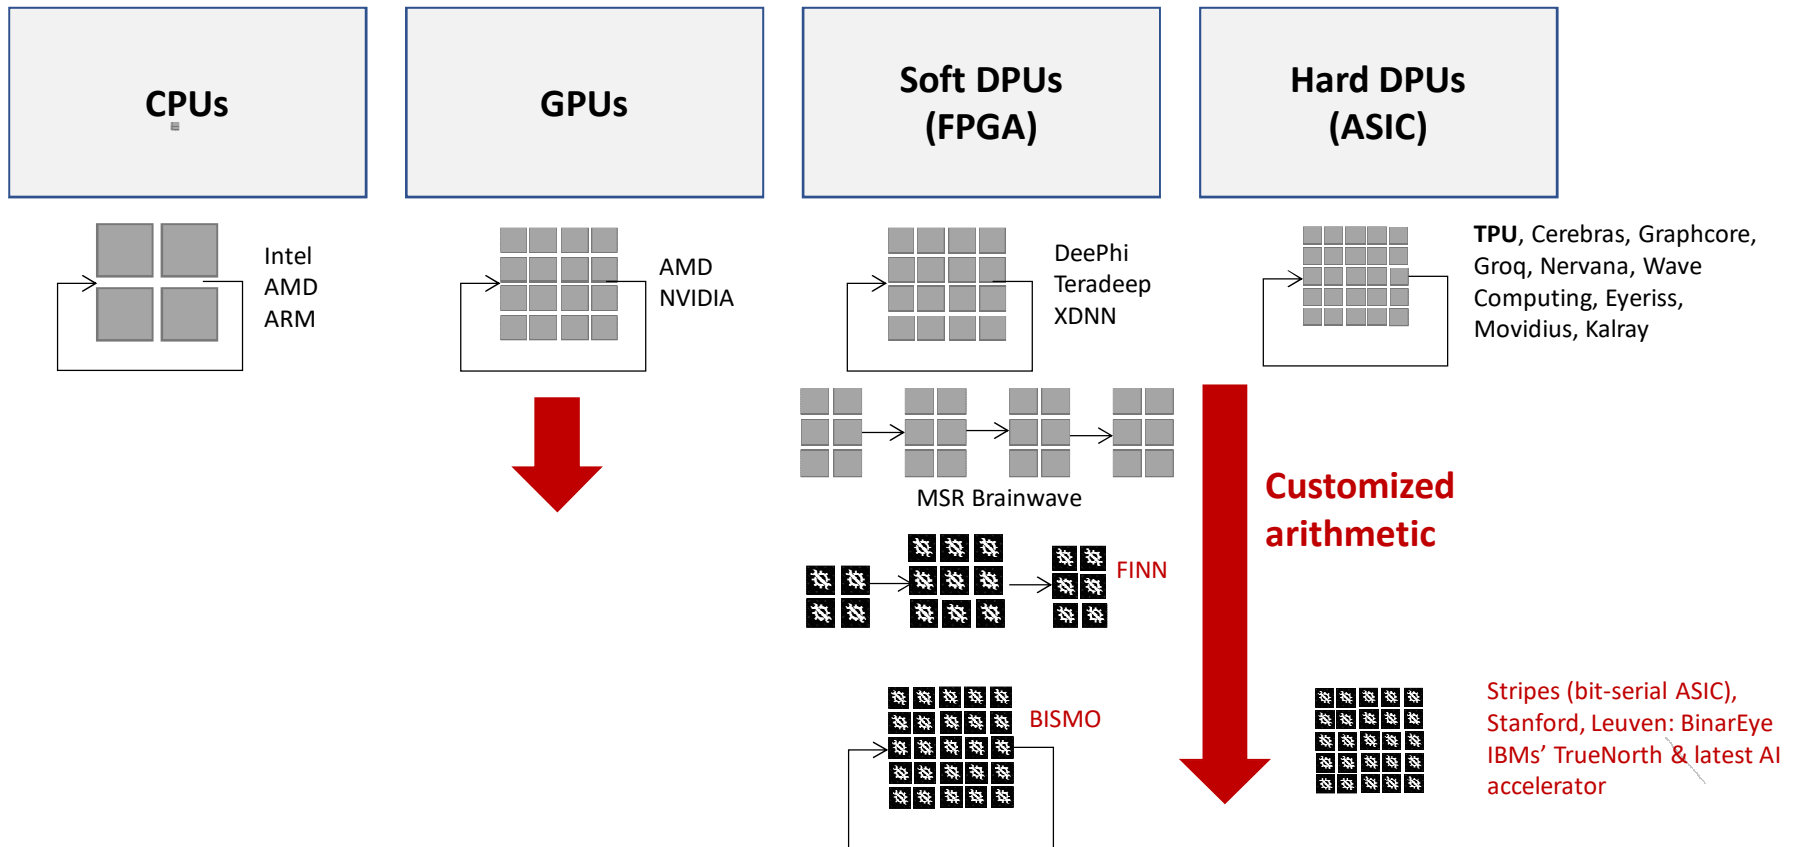 CPUs
GPUs
Soft DPUs
(FPGA)
Hard DPUs
(ASIC)
Intel
AMD
ARM
AMD
NVIDIA
DeePhi
Teradeep
XDNN
TPU, Cerebras, Graphcore,
Groq, Nervana, Wave
Computing, Eyeriss,
Movidius, Kalray
MSR Brainwave
Customized
arithmetic
FINN
BISMO
Stripes (bit-serial ASIC),
Stanford, Leuven: BinarEye
IBMs’ TrueNorth & latest AI
accelerator